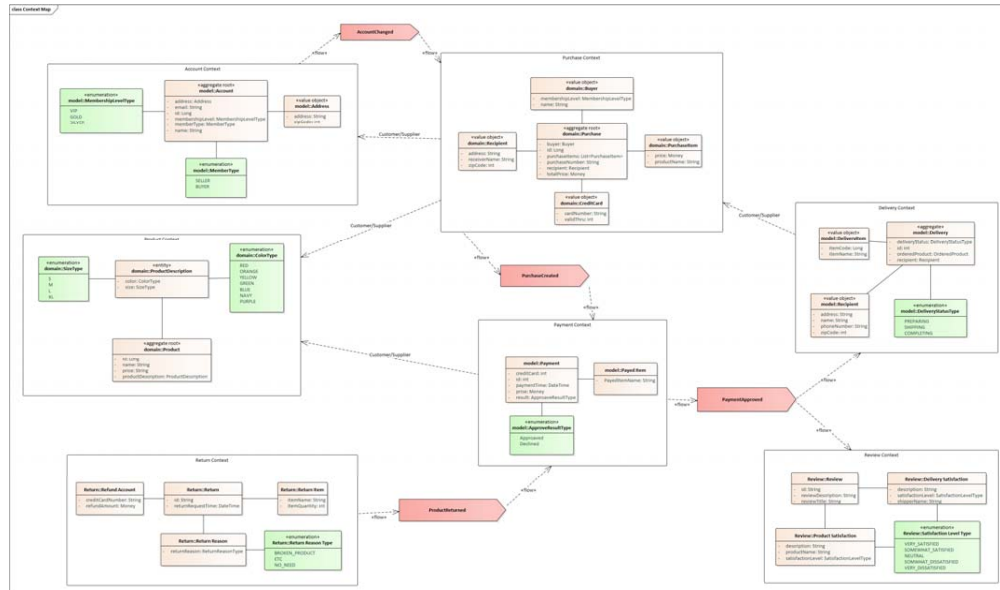 class Context Map
AccountChanged
«flow»
«flow»
Account Context
«enumeration»
model::MembershipLevelType
VIP
GOLD
«aggregate root»
model::Account
- address: Address
- email: String
- id: Long
- membershipLevel: MembershipLevelType
- memberType: MemberType
- name: String
«value object»
model::Address
- address: String
«enumeration»
model::MemberType
SELLER
BUYER
Customer/Supplier
Purchase Context
«value object»
domain::Buyer
- membershipLevel: MembershipLevelType
- name: String
«value object»
domain::Recipient
- address: String
- receiverName: String
- zipCode: int
«aggregate root»
domain::Purchase
- buyer: Buyer
- id: Long
- purchaseItems: List<PurchaseItem>
- purchaseNumber: String
- recipient: Recipient
- totalPrice: Money
«value object»
domain::PurchaseItem
- price: Money
- productName: String
«value object»
domain::CreditCard
- cardNumber: String
- validThru: int
Customer/Supplier
Customer/Supplier
Delivery Context
«value object»
model::DeliveryItem
- itemCode: Long
- itemName: String
«aggregate»
model::Delivery
- deliveryStatus: DeliveryStatusType
- id: int
- orderedProduct: OrderedProduct
- recipient: Recipient
«value object»
model::Recipient
- address: String
- name: String
- phoneNumber: String
- zipCode: int
«enumeration»
model::DeliveryStatusType
PREPARING
SHIPPING
COMPLETING
Product Context
«enumeration»
domain::SizeType
S
M
L
XL
«entity»
domain::ProductDescription
- color: ColorType
- size: SizeType
«enumeration»
domain::ColorType
RED
ORANGE
YELLOW
GREEN
BLUE
NAVY
PURPLE
«aggregate root»
domain::Product
- id: Long
- name: String
- price: String
- productDescription: ProductDescription
«flow»
PurchaseCreated
«flow»
Customer/Supplier
Payment Context
model::Payment
- creditCard: int
- id: int
- paymentTime: DateTime
- price: Money
- result: ApproveResultType
model::Payed Item
- PayedItemName: String
«enumeration»
model::ApproveResultType
Approved
Declined
«flow»
PaymentApproved
«flow»
«flow»
Return Context
Return::Refund Account
- creditCardNumber: String
- refundAmount: Money
Return::Return
- id: String
- returnRequestTime: DateTime
Return::Return Item
- itemName: String
- itemQuantity: int
Return::Return Reason
- returnReason: ReturnReasonType
«enumeration»
Return::Return Reason Type
BROKEN_PRODUCT
ETC
NO_NEED
«flow»
ProductReturned
«flow»
Review Context
Review::Review
- id: String
- reviewDescription: String
- reviewTitle: String
Review::Delivery Satisfaction
- description: String
- satisfactionLevel: SatisfactionLevelType
- shipperName: String
Review::Product Satisfaction
- description: String
- productName: String
- satisfactionLevel: SatisfactionLevelType
«enumeration»
Review::Satisfaction Level Type
VERY_SATISFIED
SOMEWHAT_SATISFIED
NEUTRAL
SOMWHAT_DISSATISFIED
VERY_DISSATISFIED